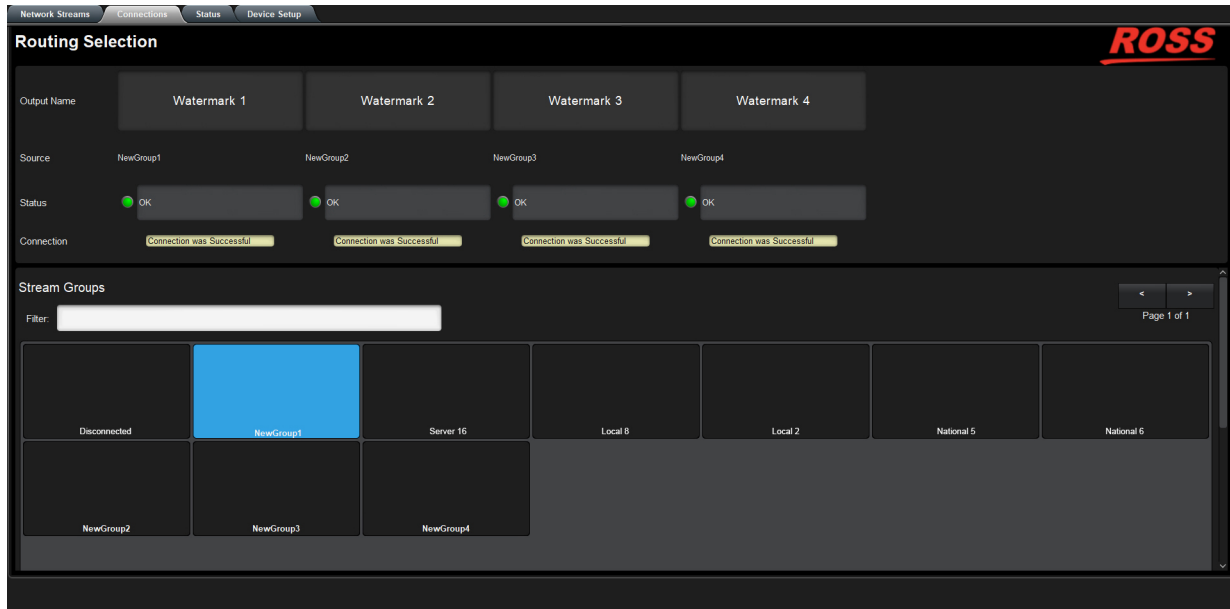 Network Streams Connections Status Device Setup
Routing Selection
ROSS
Output Name Watermark 1 Watermark 2 Watermark 3 Watermark 4
Source NewGroup1 NewGroup2 NewGroup3 NewGroup4
Status OK OK OK OK
Connection Connection was Successful Connection was Successful Connection was Successful Connection was Successful
Stream Groups
< >
Filter: Page 1 of 1
Disconnected NewGroup1 Server 16 Local 8 Local 2 National 5 National 6
NewGroup2 NewGroup3 NewGroup4